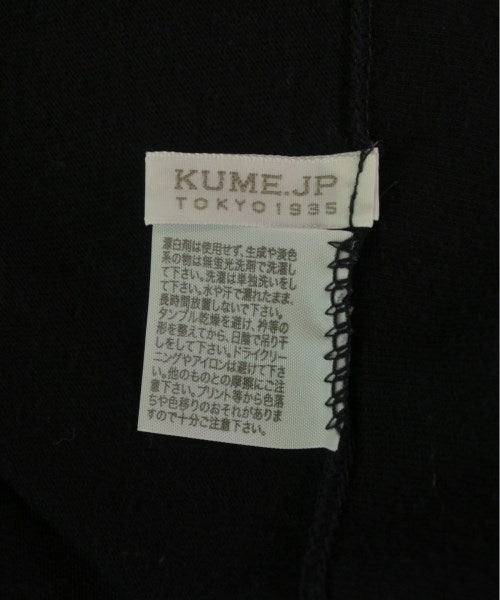 KUME.JP
TOKYO1935
漂白剤は使用せず、生成や淡色
系の物は無蛍光洗剤で洗濯し
て下さい。洗濯は単独洗いをし
て下さい。水や汗で濡れたまま、
長時間放置しないで下さい。
タンブル乾燥を避け、衿等の
形を整えてから、日陰で吊り干
しをして下さい。ドライクリー
ニングやアイロンは避けて下さ
い。他のものとの摩擦にご注
意下さい。プリント等から色落
ちや色移りのおそれがありま
すので十分ご注意下さい。